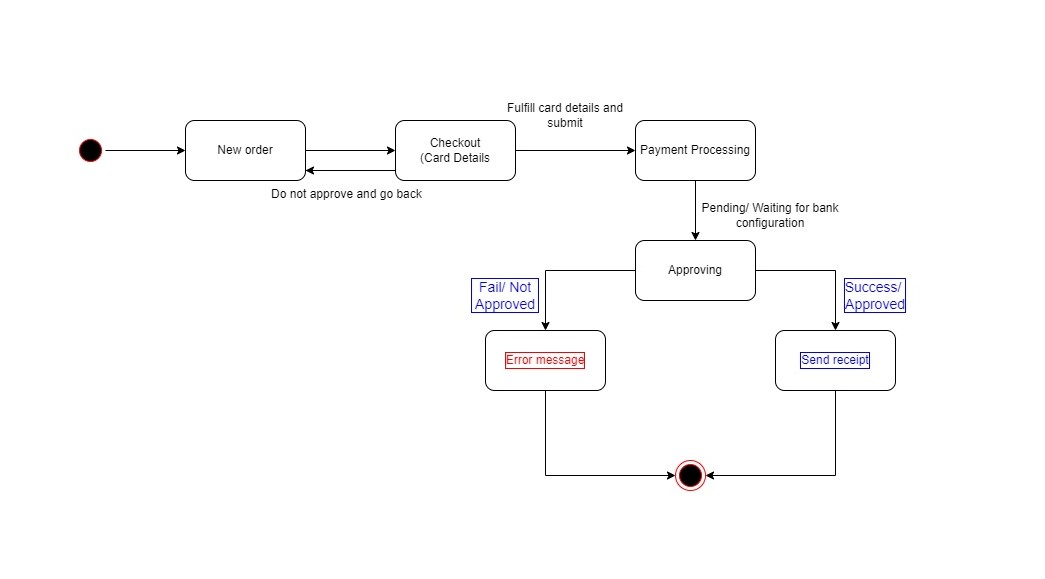 Fulfill card details and
submit
New order
Checkout
(Card Details
Payment Processing
Do not approve and go back
Pending/ Waiting for bank
configuration
Approving
Fail/ Not
Approved
Success/
Approved
Error message
Send receipt